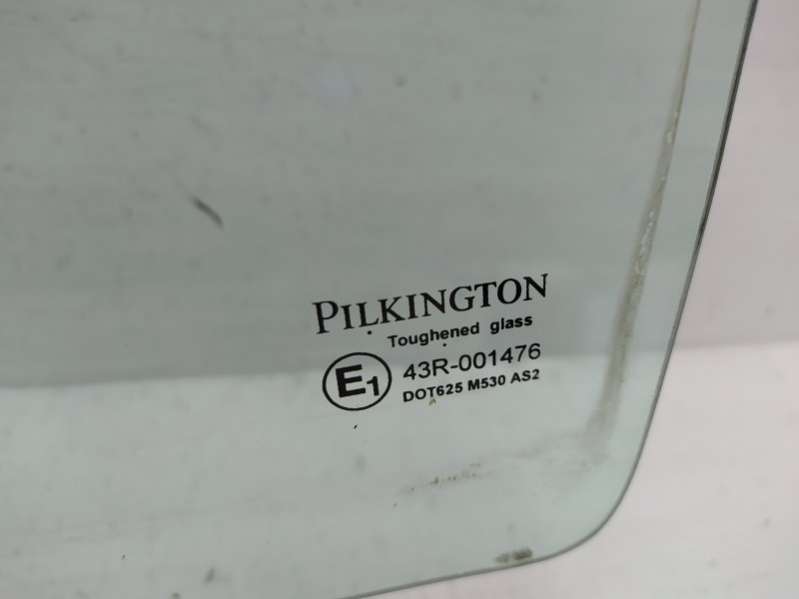 PILKINGTON
Toughened glass
E1 43R-001476
DOT625 M530 AS2